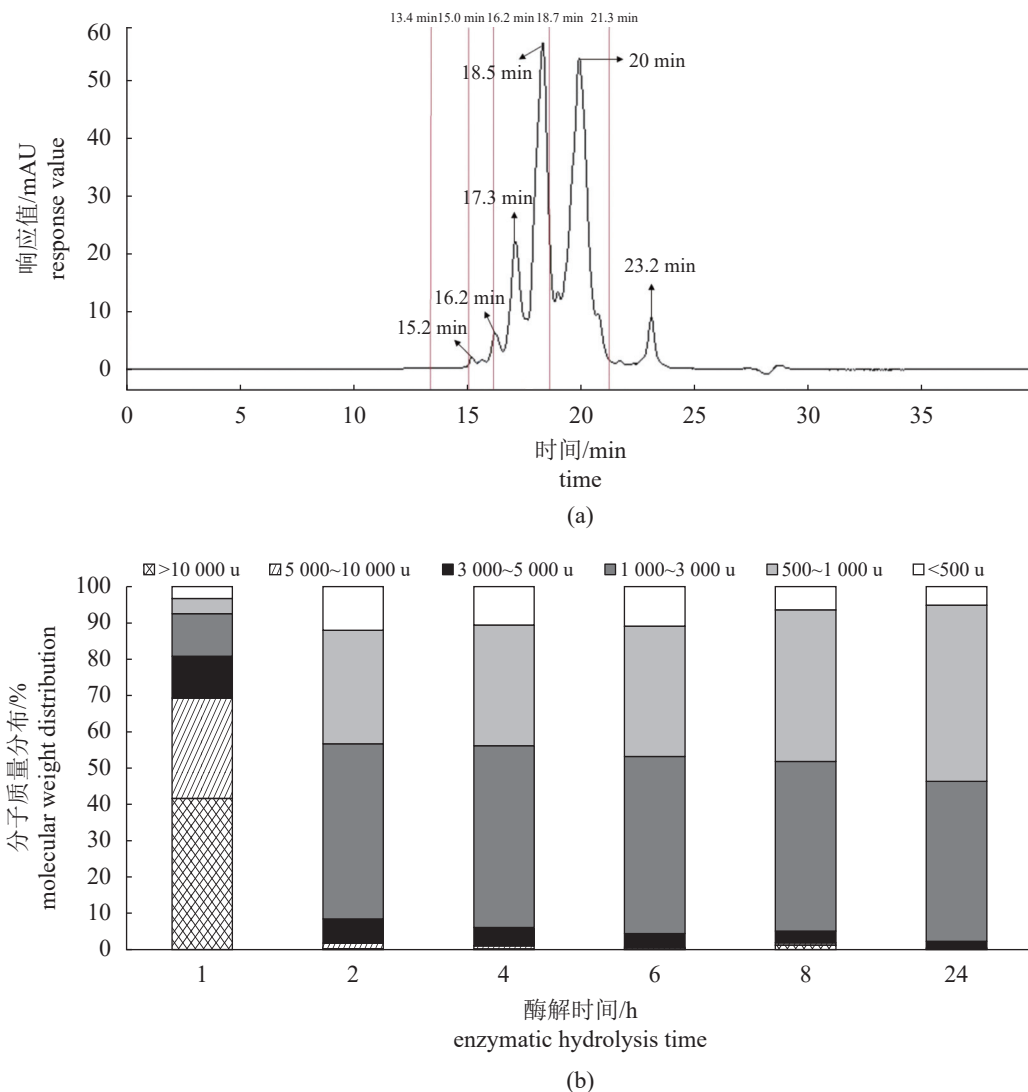 13.4 min 15.0 min 16.2 min 18.7 min 21.3 min
60
50
40
30
20
10
0
响应值/mAU
response value
18.5 min
20 min
17.3 min
23.2 min
16.2 min
15.2 min
0 5 10 15 20 25 30 35
时间/min
time
(a)
>10 000 u 5 000~10 000 u 3 000~5 000 u 1 000~3 000 u 500~1 000 u <500 u
100
90
80
70
60
50
40
30
20
10
0
分子质量分布/%
molecular weight distribution
1 2 4 6 8 24
酶解时间/h
enzymatic hydrolysis time
(b)